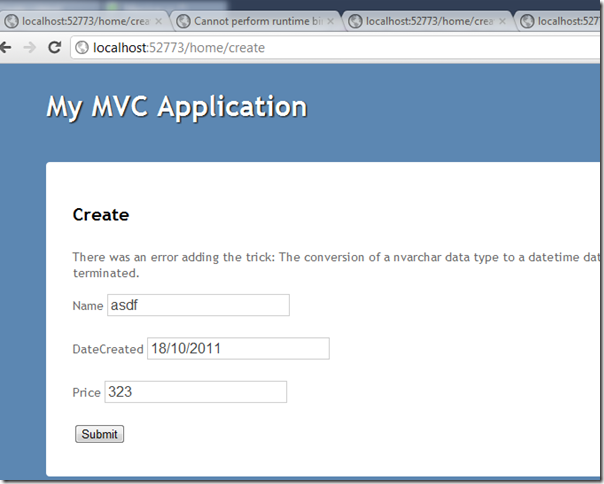 localhost:52773/home/crea
Cannot perform runtime bi
localhost:52773/home/crea
localhost:52773
localhost:52773/home/create
My MVC Application
Create
There was an error adding the trick: The conversion of a nvarchar data type to a datetime dat
terminated.
Name asdf
DateCreated 18/10/2011
Price 323
Submit